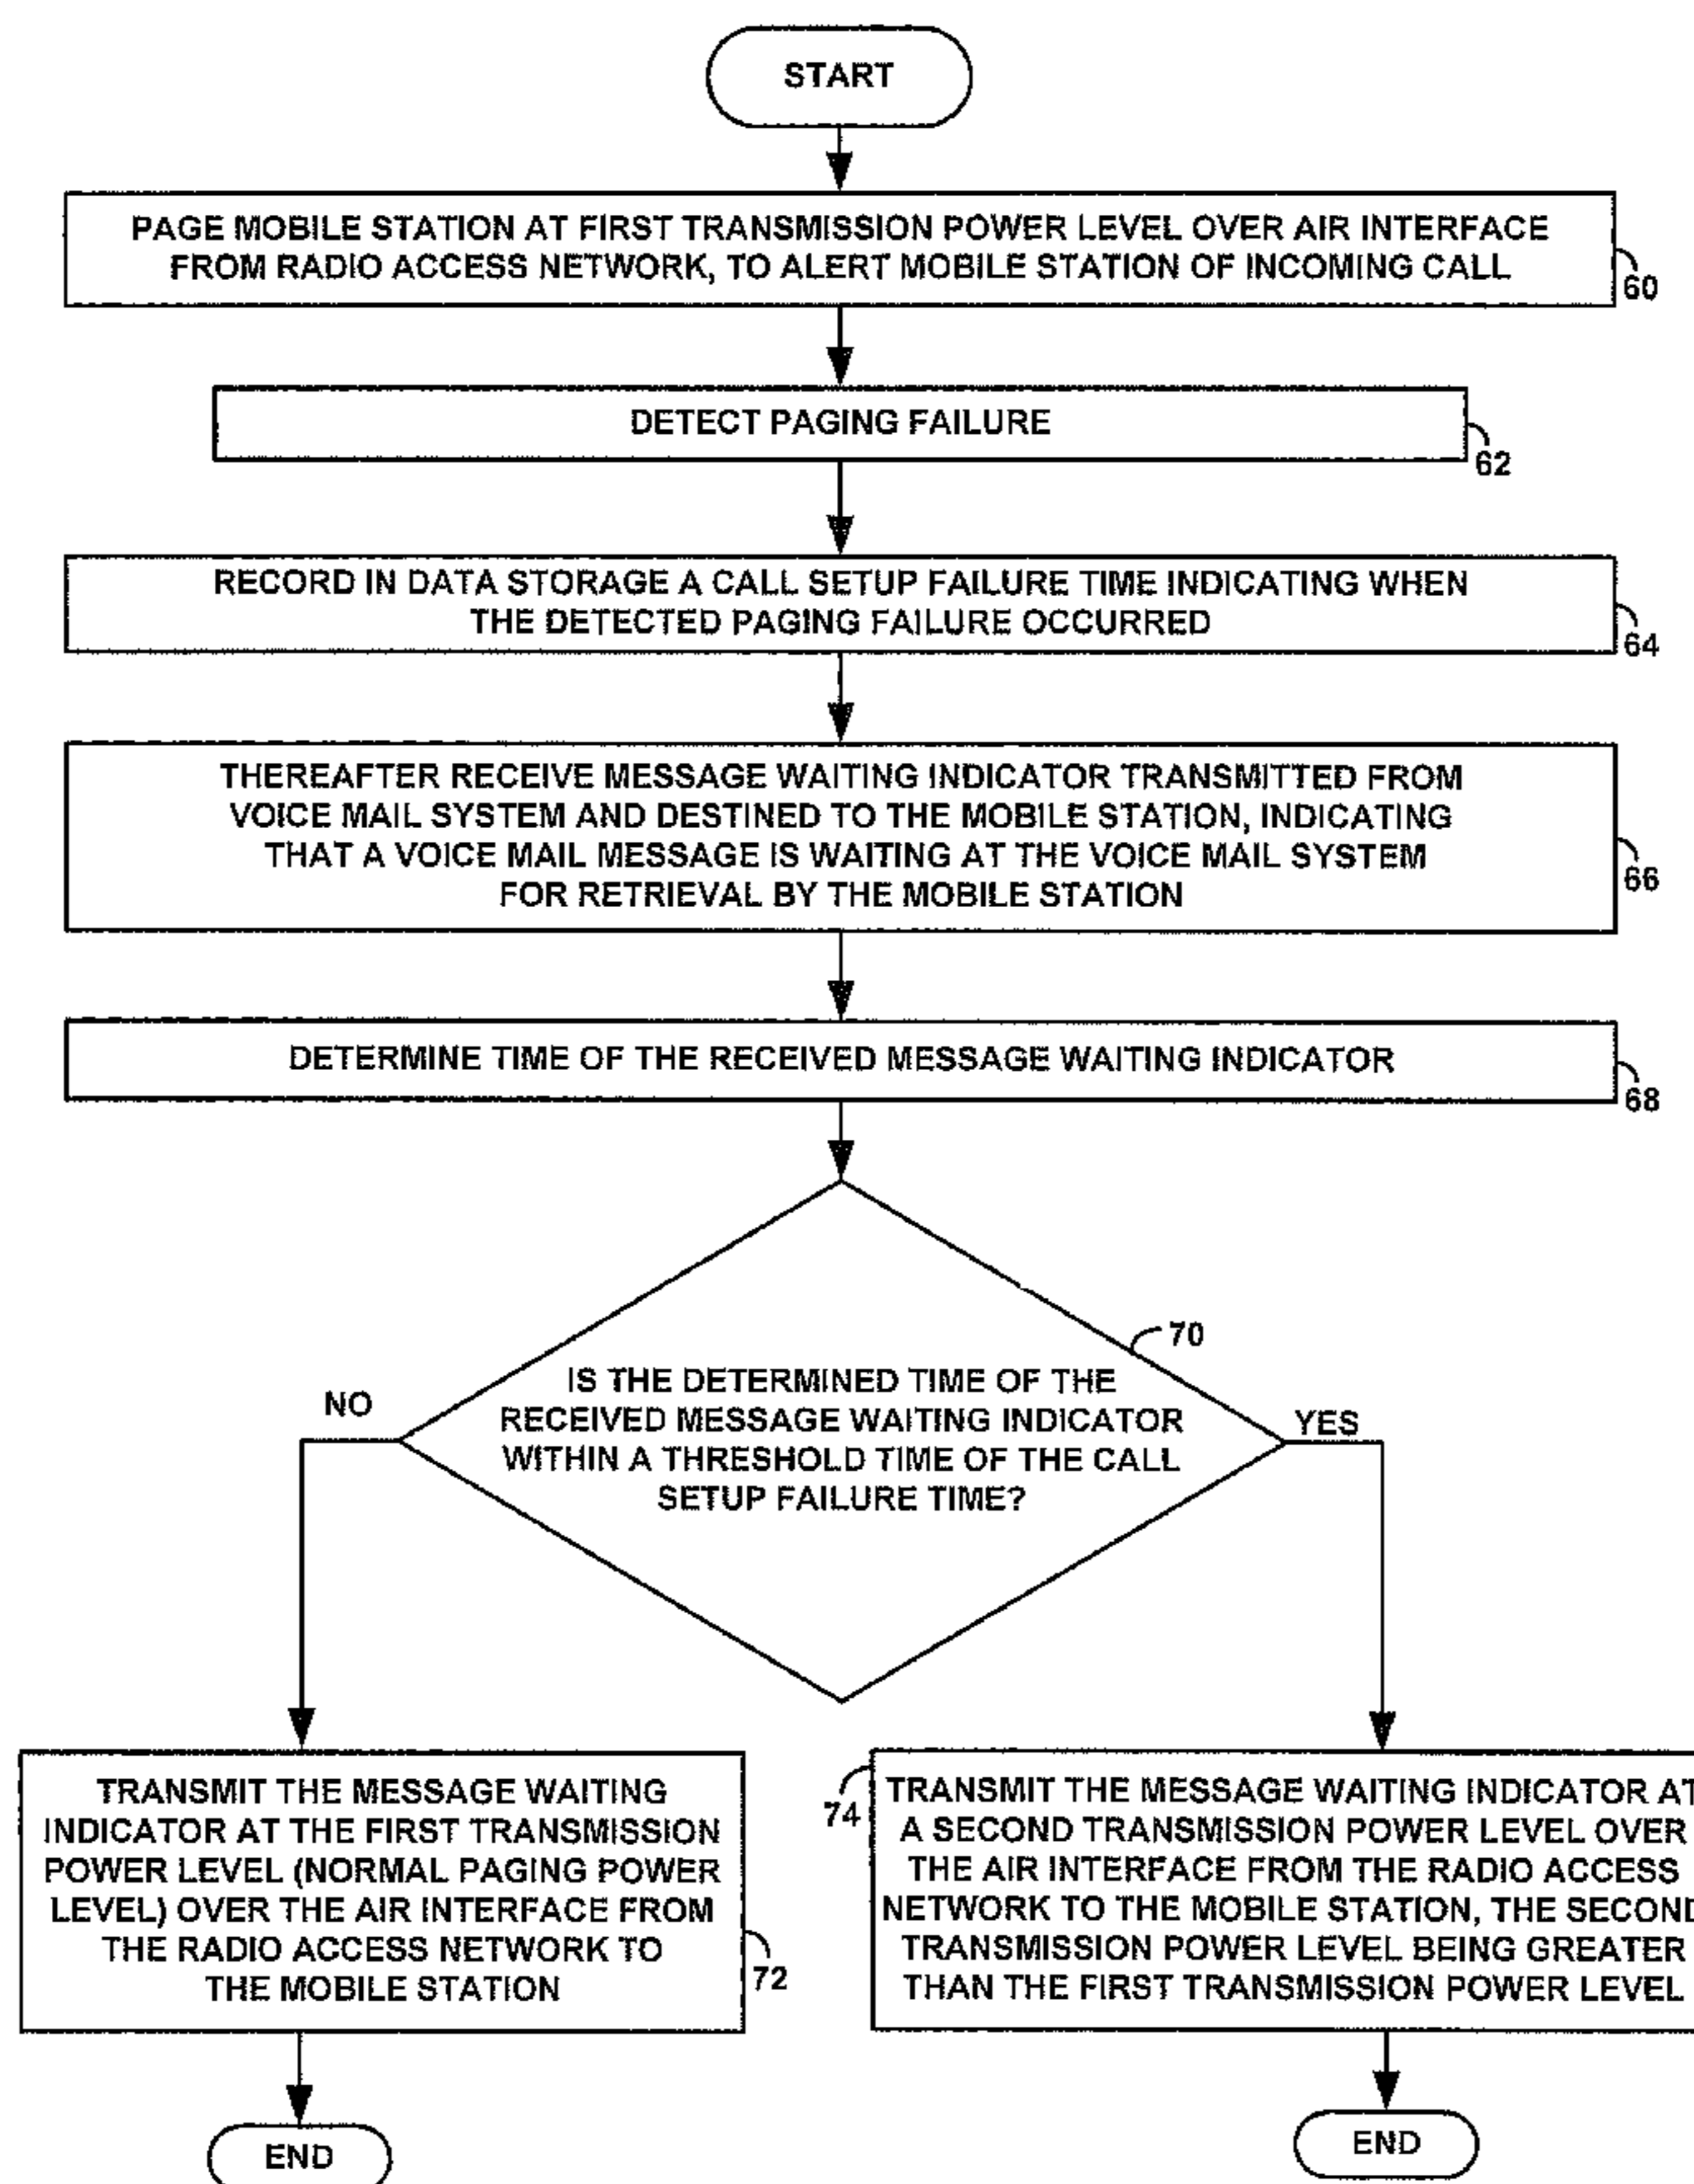 START
PAGE MOBILE STATION AT FIRST TRANSMISSION POWER LEVEL OVER AIR INTERFACE
FROM RADIO ACCESS NETWORK, TO ALERT MOBILE STATION OF INCOMING CALL
60
DETECT PAGING FAILURE
62
RECORD IN DATA STORAGE A CALL SETUP FAILURE TIME INDICATING WHEN
THE DETECTED PAGING FAILURE OCCURRED
64
THEREAFTER RECEIVE MESSAGE WAITING INDICATOR TRANSMITTED FROM
VOICE MAIL SYSTEM AND DESTINED TO THE MOBILE STATION, INDICATING
THAT A VOICE MAIL MESSAGE IS WAITING AT THE VOICE MAIL SYSTEM
FOR RETRIEVAL BY THE MOBILE STATION
66
DETERMINE TIME OF THE RECEIVED MESSAGE WAITING INDICATOR
68
70
IS THE DETERMINED TIME OF THE
RECEIVED MESSAGE WAITING INDICATOR
WITHIN A THRESHOLD TIME OF THE CALL
SETUP FAILURE TIME?
NO
YES
TRANSMIT THE MESSAGE WAITING
INDICATOR AT THE FIRST TRANSMISSION
POWER LEVEL (NORMAL PAGING POWER
LEVEL) OVER THE AIR INTERFACE FROM
THE RADIO ACCESS NETWORK TO
THE MOBILE STATION
72
74
TRANSMIT THE MESSAGE WAITING INDICATOR AT
A SECOND TRANSMISSION POWER LEVEL OVER
THE AIR INTERFACE FROM THE RADIO ACCESS
NETWORK TO THE MOBILE STATION, THE SECOND
TRANSMISSION POWER LEVEL BEING GREATER
THAN THE FIRST TRANSMISSION POWER LEVEL
END
END